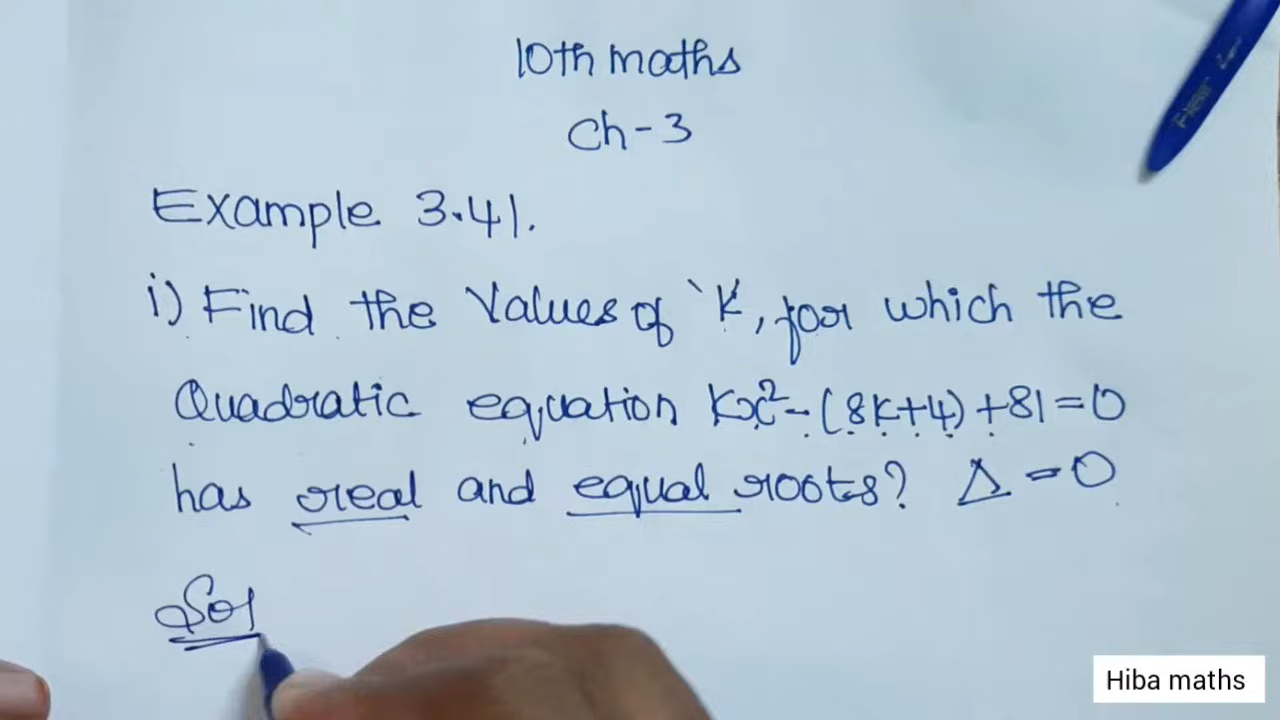 10th maths
Ch-3
Example 3.41.
i) Find the Values of 'K, for which the
Quadratic equation Kx²-(8K+4)+81=0
has real and equal roots? Δ=0
Sol
Hiba maths